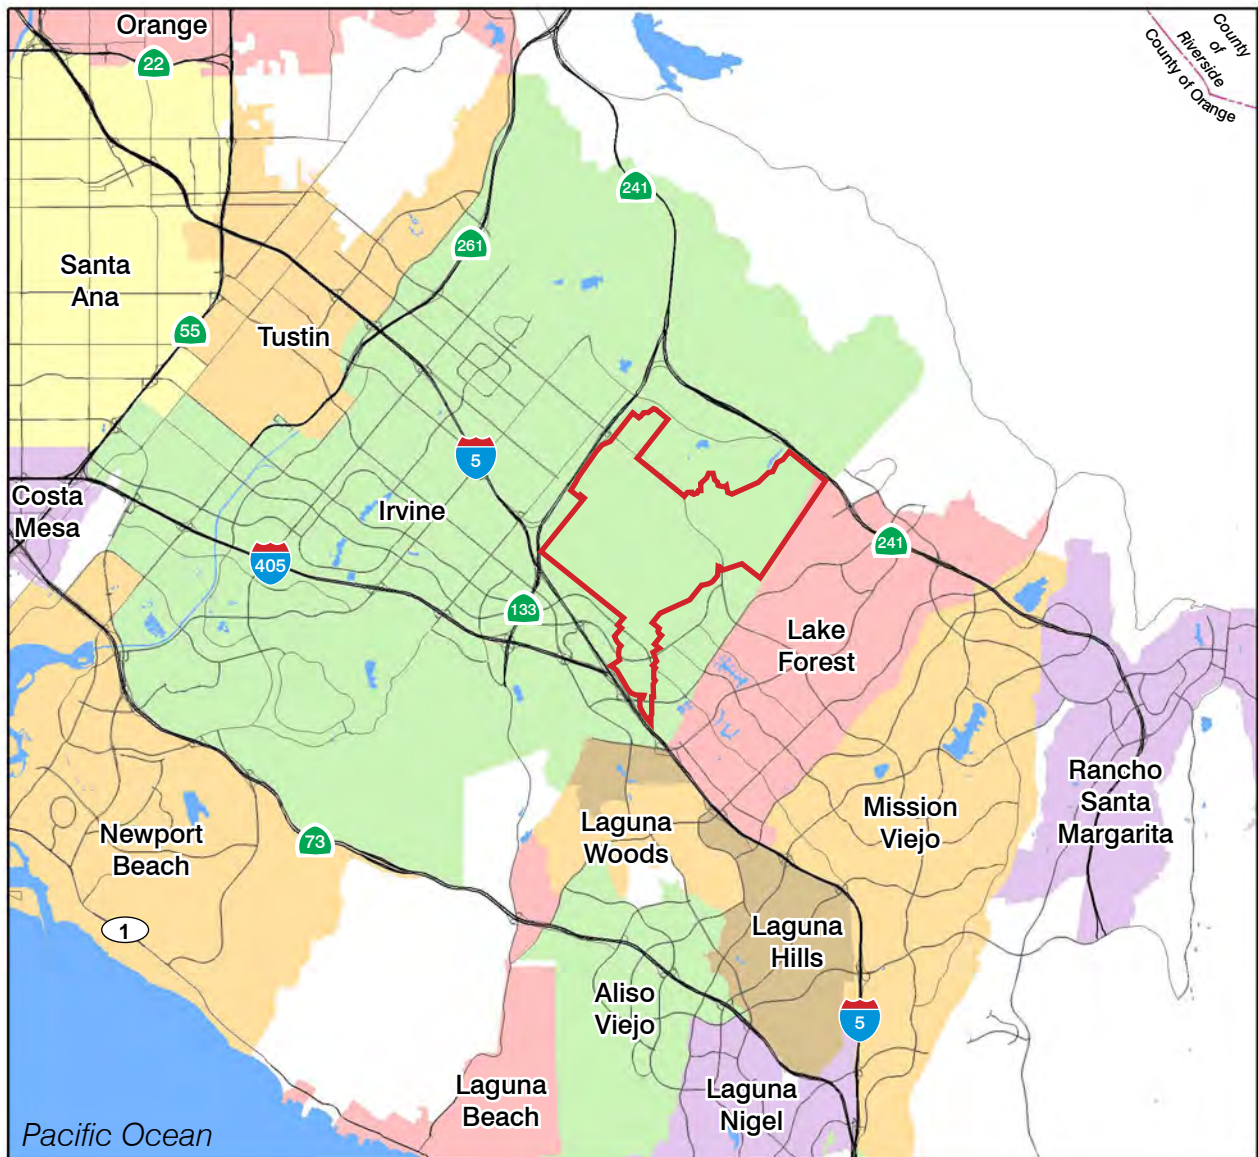 Orange
22
County
of
Riverside
County of Orange
241
261
Santa
Ana
55
Tustin
5
Costa
Mesa
Irvine
405
241
133
Lake
Forest
Rancho
Santa
Margarita
Mission
Viejo
Newport
Beach
73
Laguna
Woods
1
Laguna
Hills
Aliso
Viejo
5
Laguna
Beach
Laguna
Nigel
Pacific Ocean